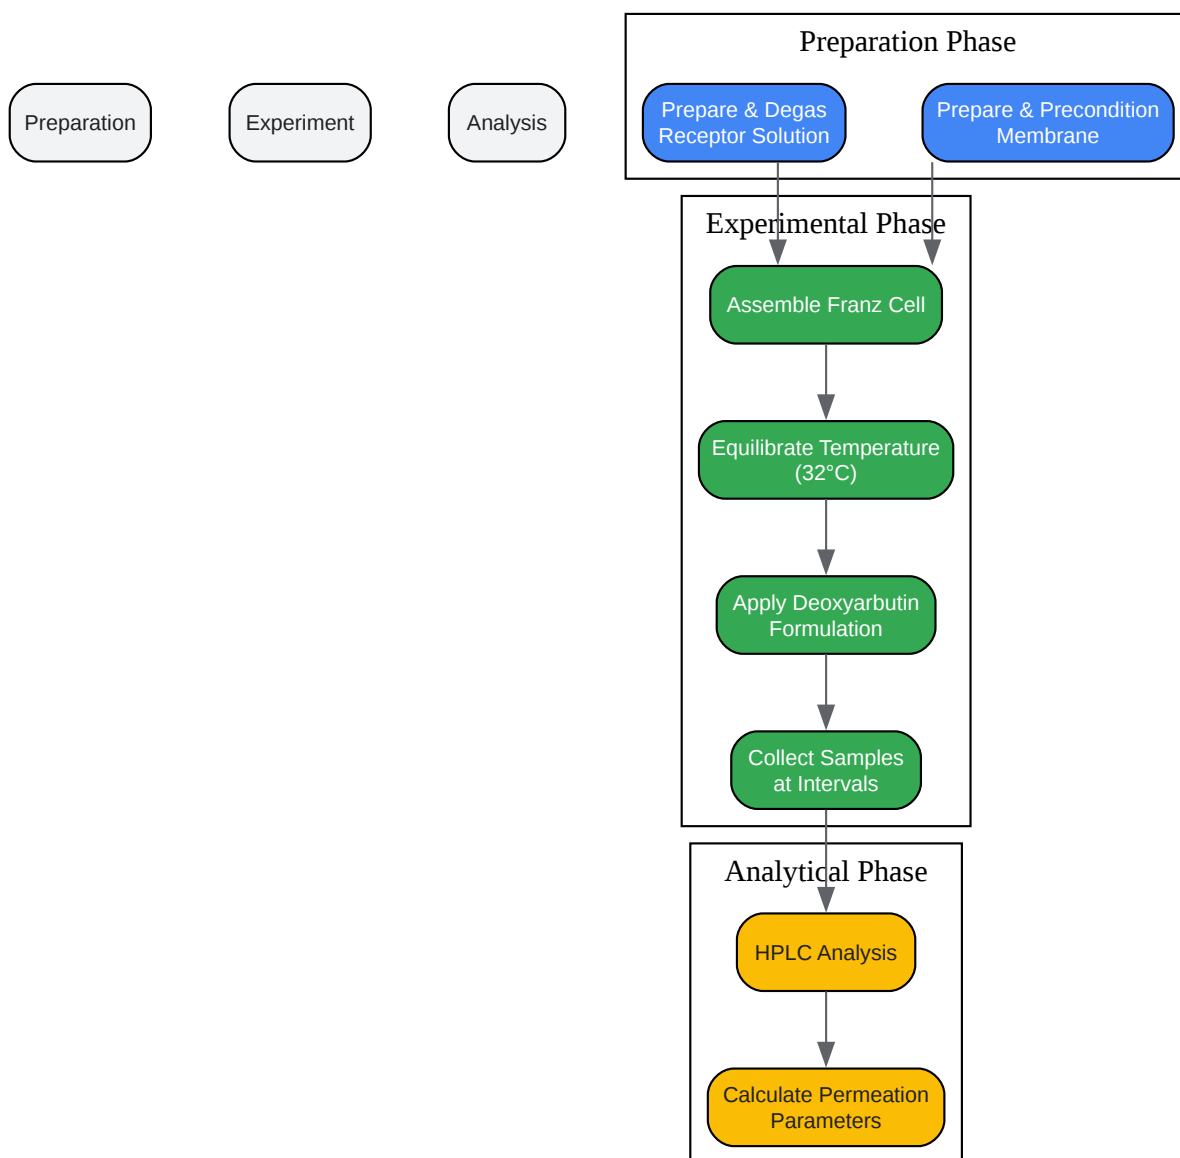 Preparation Phase
Preparation
Experiment
Analysis
Prepare & Degas
Receptor Solution
Prepare & Precondition
Membrane
Experimental Phase
Assemble Franz Cell
Equilibrate Temperature
(32°C)
Apply Deoxyarbutin
Formulation
Collect Samples
at Intervals
Analytical Phase
HPLC Analysis
Calculate Permeation
Parameters